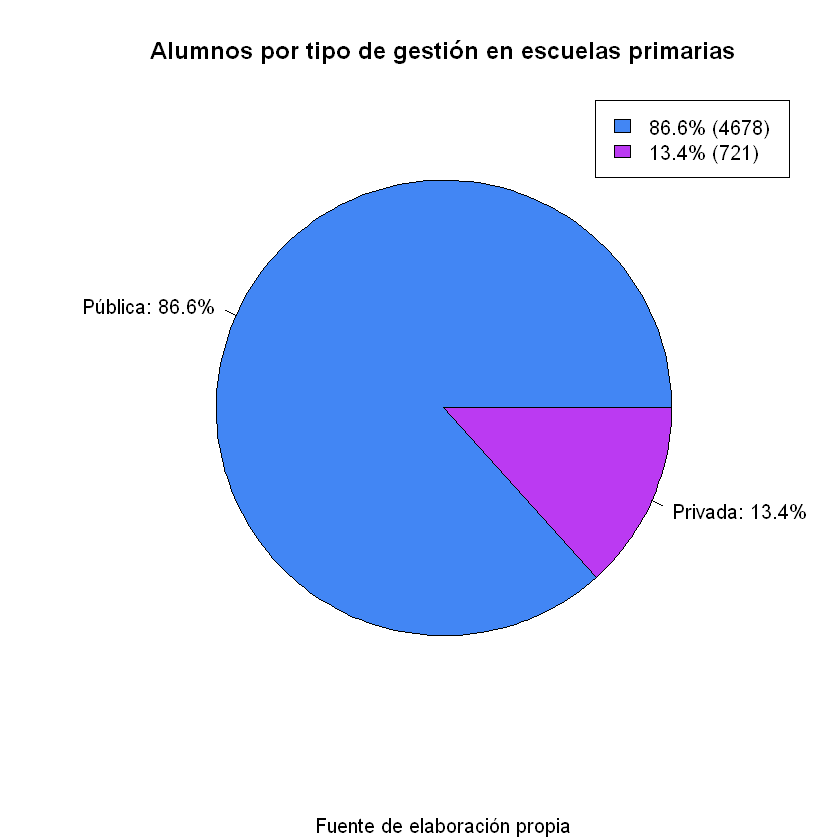 Alumnos por tipo de gestión en escuelas primarias
86.6% (4678)
13.4% (721)
Pública: 86.6%
Privada: 13.4%
Fuente de elaboración propia